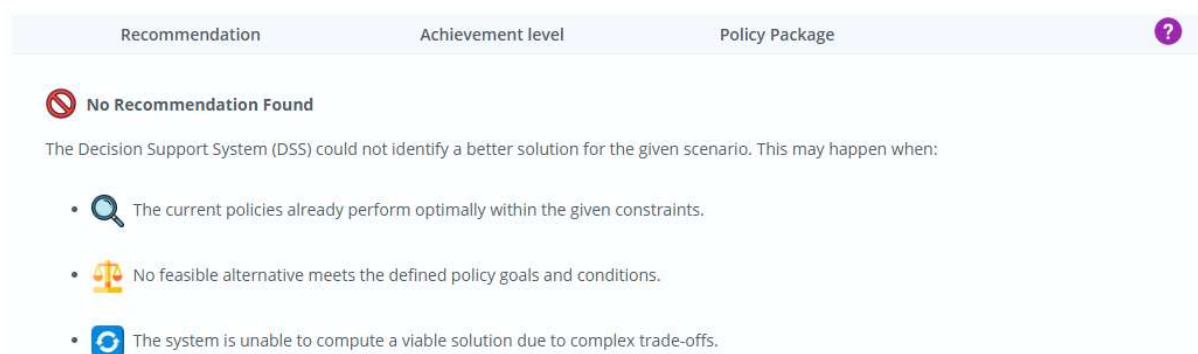 Recommendation Achievement level Policy Package ?
No Recommendation Found
The Decision Support System (DSS) could not identify a better solution for the given scenario. This may happen when:
• The current policies already perform optimally within the given constraints.
• No feasible alternative meets the defined policy goals and conditions.
• The system is unable to compute a viable solution due to complex trade-offs.